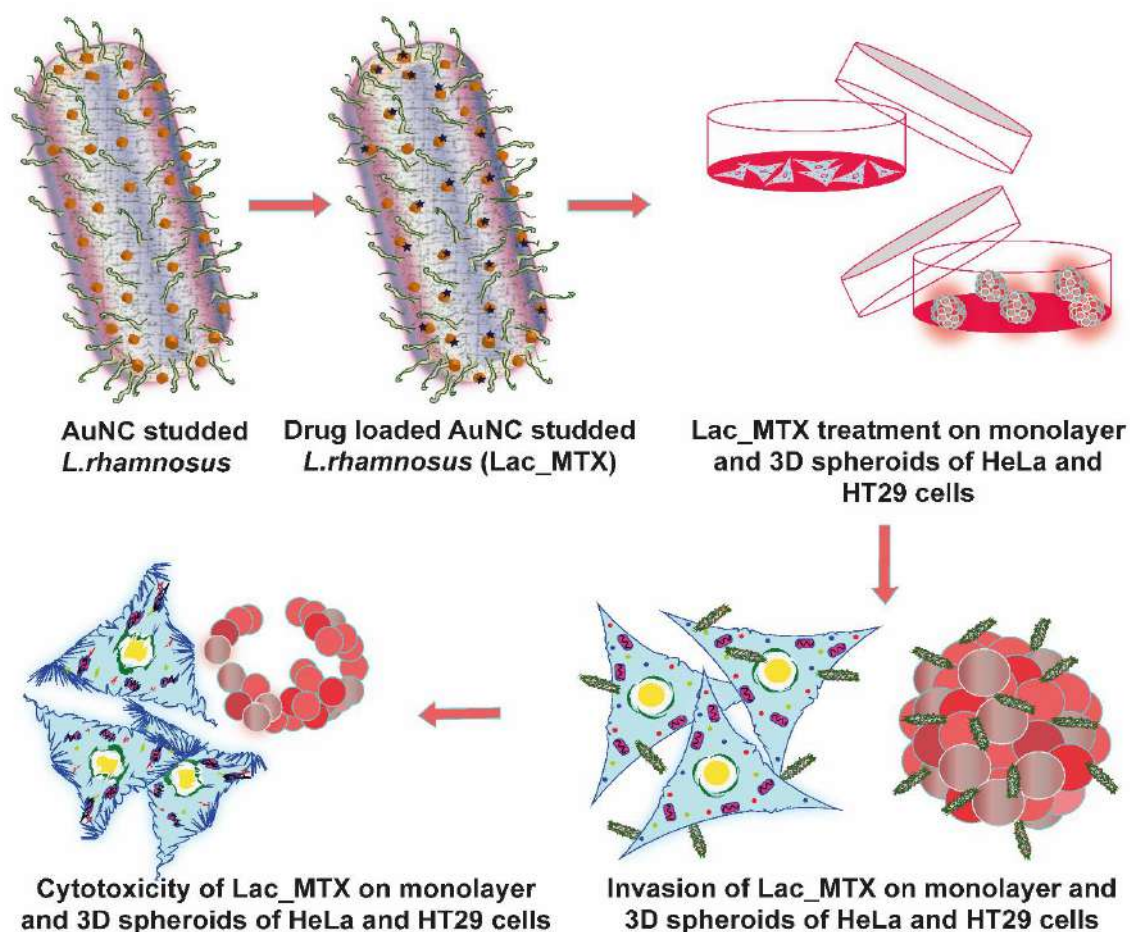 AuNC studded
L.rhamnosus
Drug loaded AuNC studded
L.rhamnosus (Lac_MTX)
Lac_MTX treatment on monolayer
and 3D spheroids of HeLa and
HT29 cells
Cytotoxicity of Lac_MTX on monolayer
and 3D spheroids of HeLa and HT29 cells
Invasion of Lac_MTX on monolayer and
3D spheroids of HeLa and HT29 cells